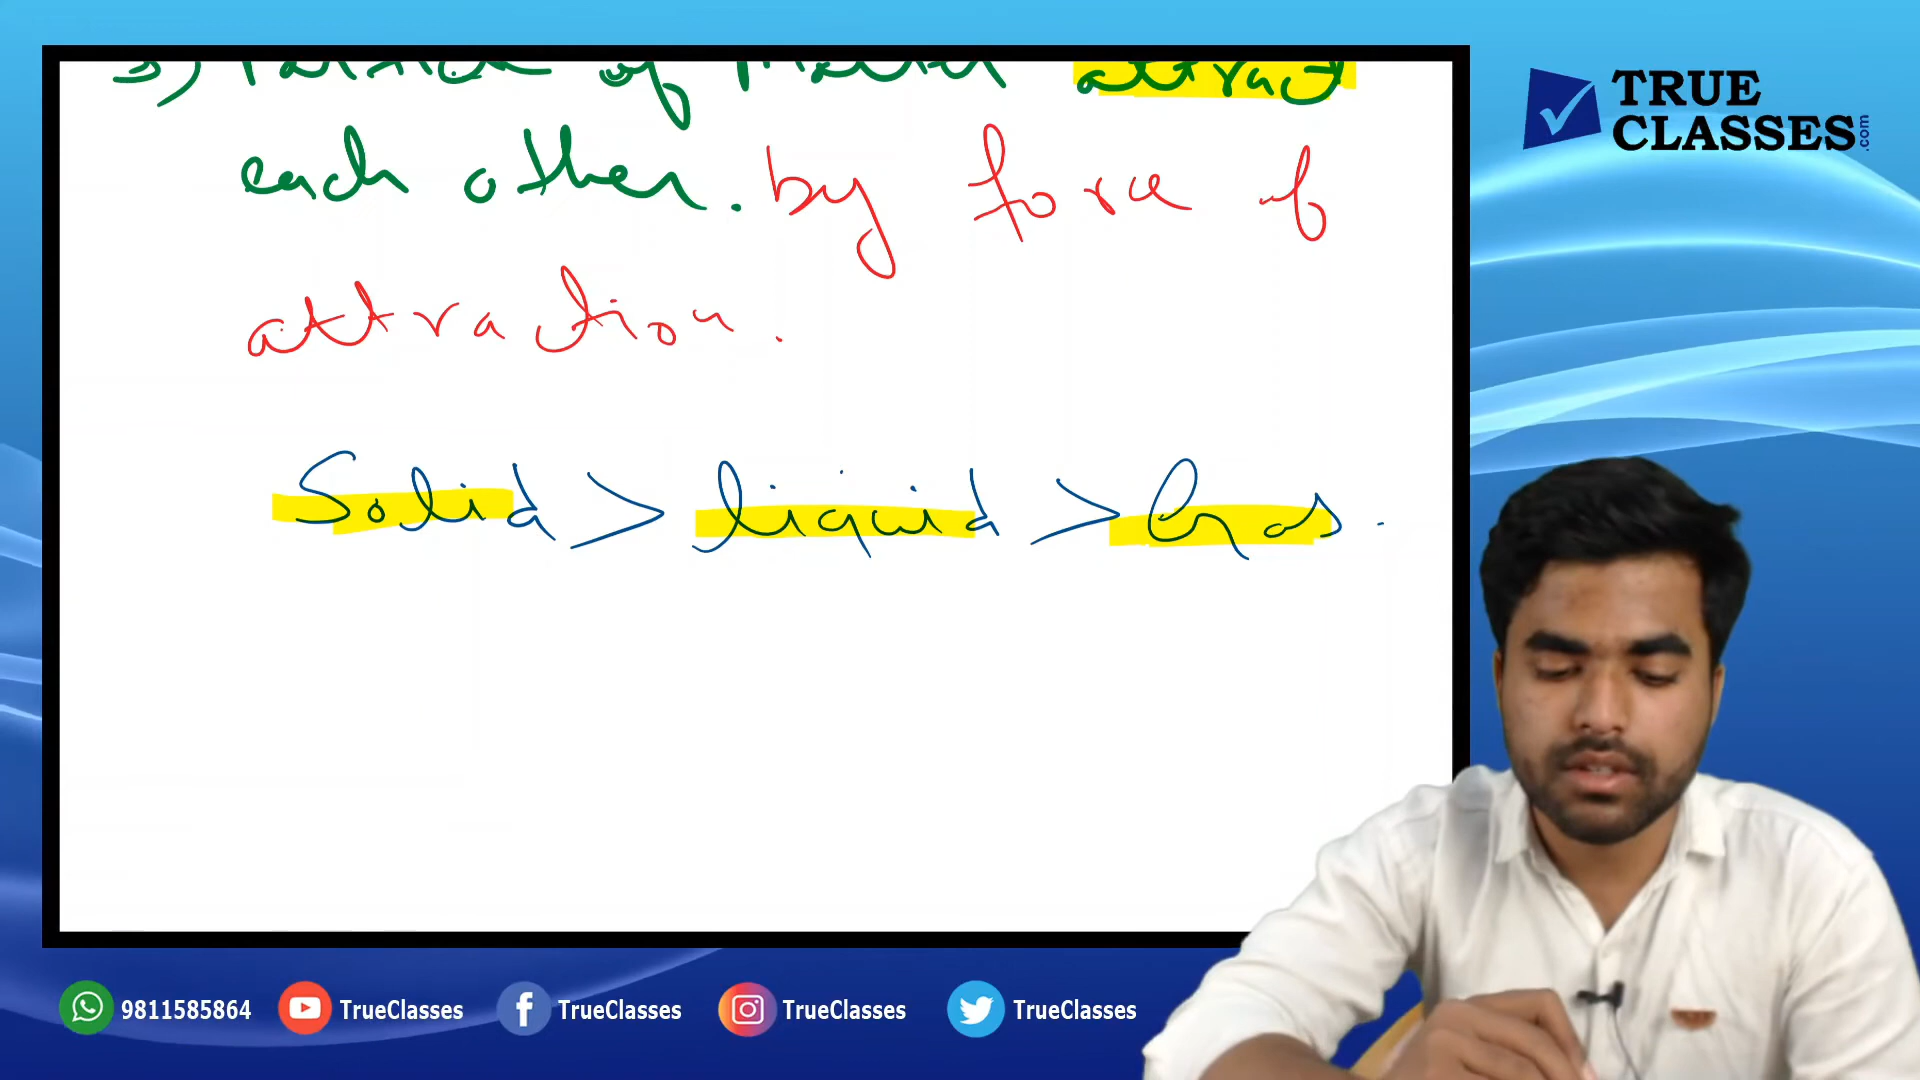 3) Particle of Matter attract
each other. by force of
attraction.
Solid > liquid > Gas.
TRUE
CLASSES.com
9811585864 TrueClasses TrueClasses TrueClasses TrueClasses